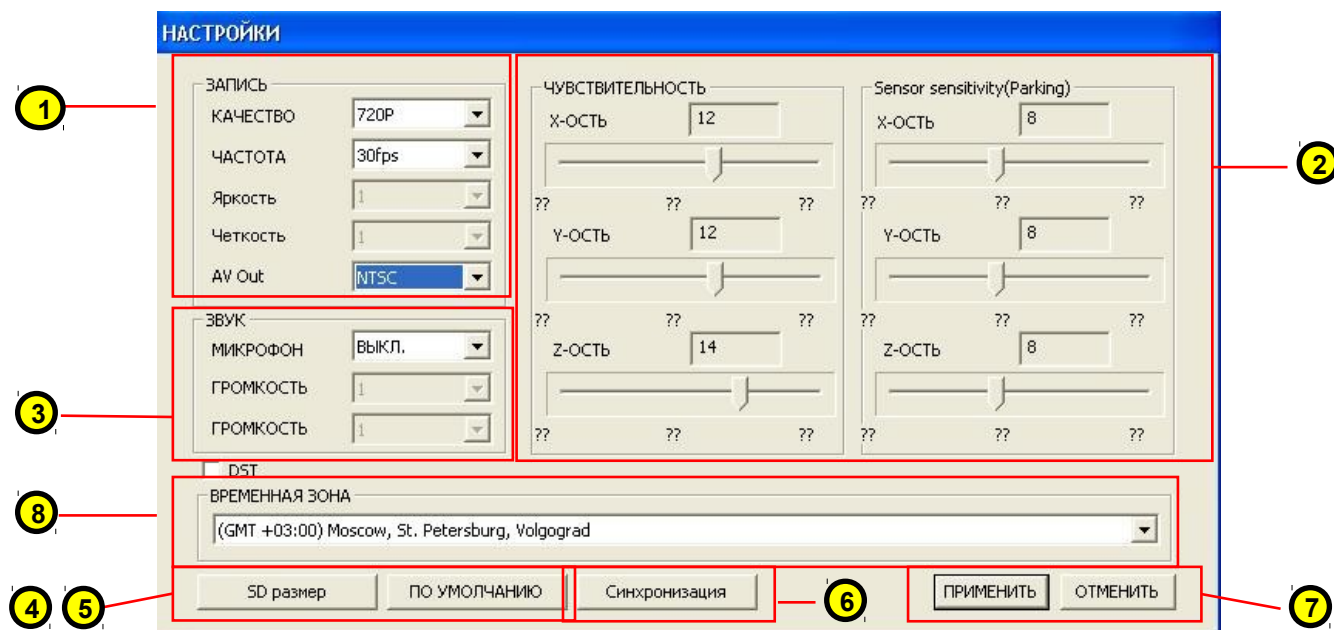 НАСТРОЙКИ
1
ЗАПИСЬ
КАЧЕСТВО 720P
ЧАСТОТА 30fps
Яркость 1
Четкость 1
AV Out NTSC
ЧУВСТВИТЕЛЬНОСТЬ
X-ОСТЬ 12
?? ?? ??
Y-ОСТЬ 12
?? ?? ??
Z-ОСТЬ 14
?? ?? ??
Sensor sensitivity(Parking)
X-ОСТЬ 8
?? ?? ??
Y-ОСТЬ 8
?? ?? ??
Z-ОСТЬ 8
?? ?? ??
2
3
ЗВУК
МИКРОФОН ВЫКЛ.
ГРОМКОСТЬ 1
ГРОМКОСТЬ 1
DST
8
ВРЕМЕННАЯ ЗОНА
(GMT +03:00) Moscow, St. Petersburg, Volgograd
4 5
SD размер ПО УМОЛЧАНИЮ Синхронизация
6
ПРИМЕНИТЬ ОТМЕНИТЬ
7